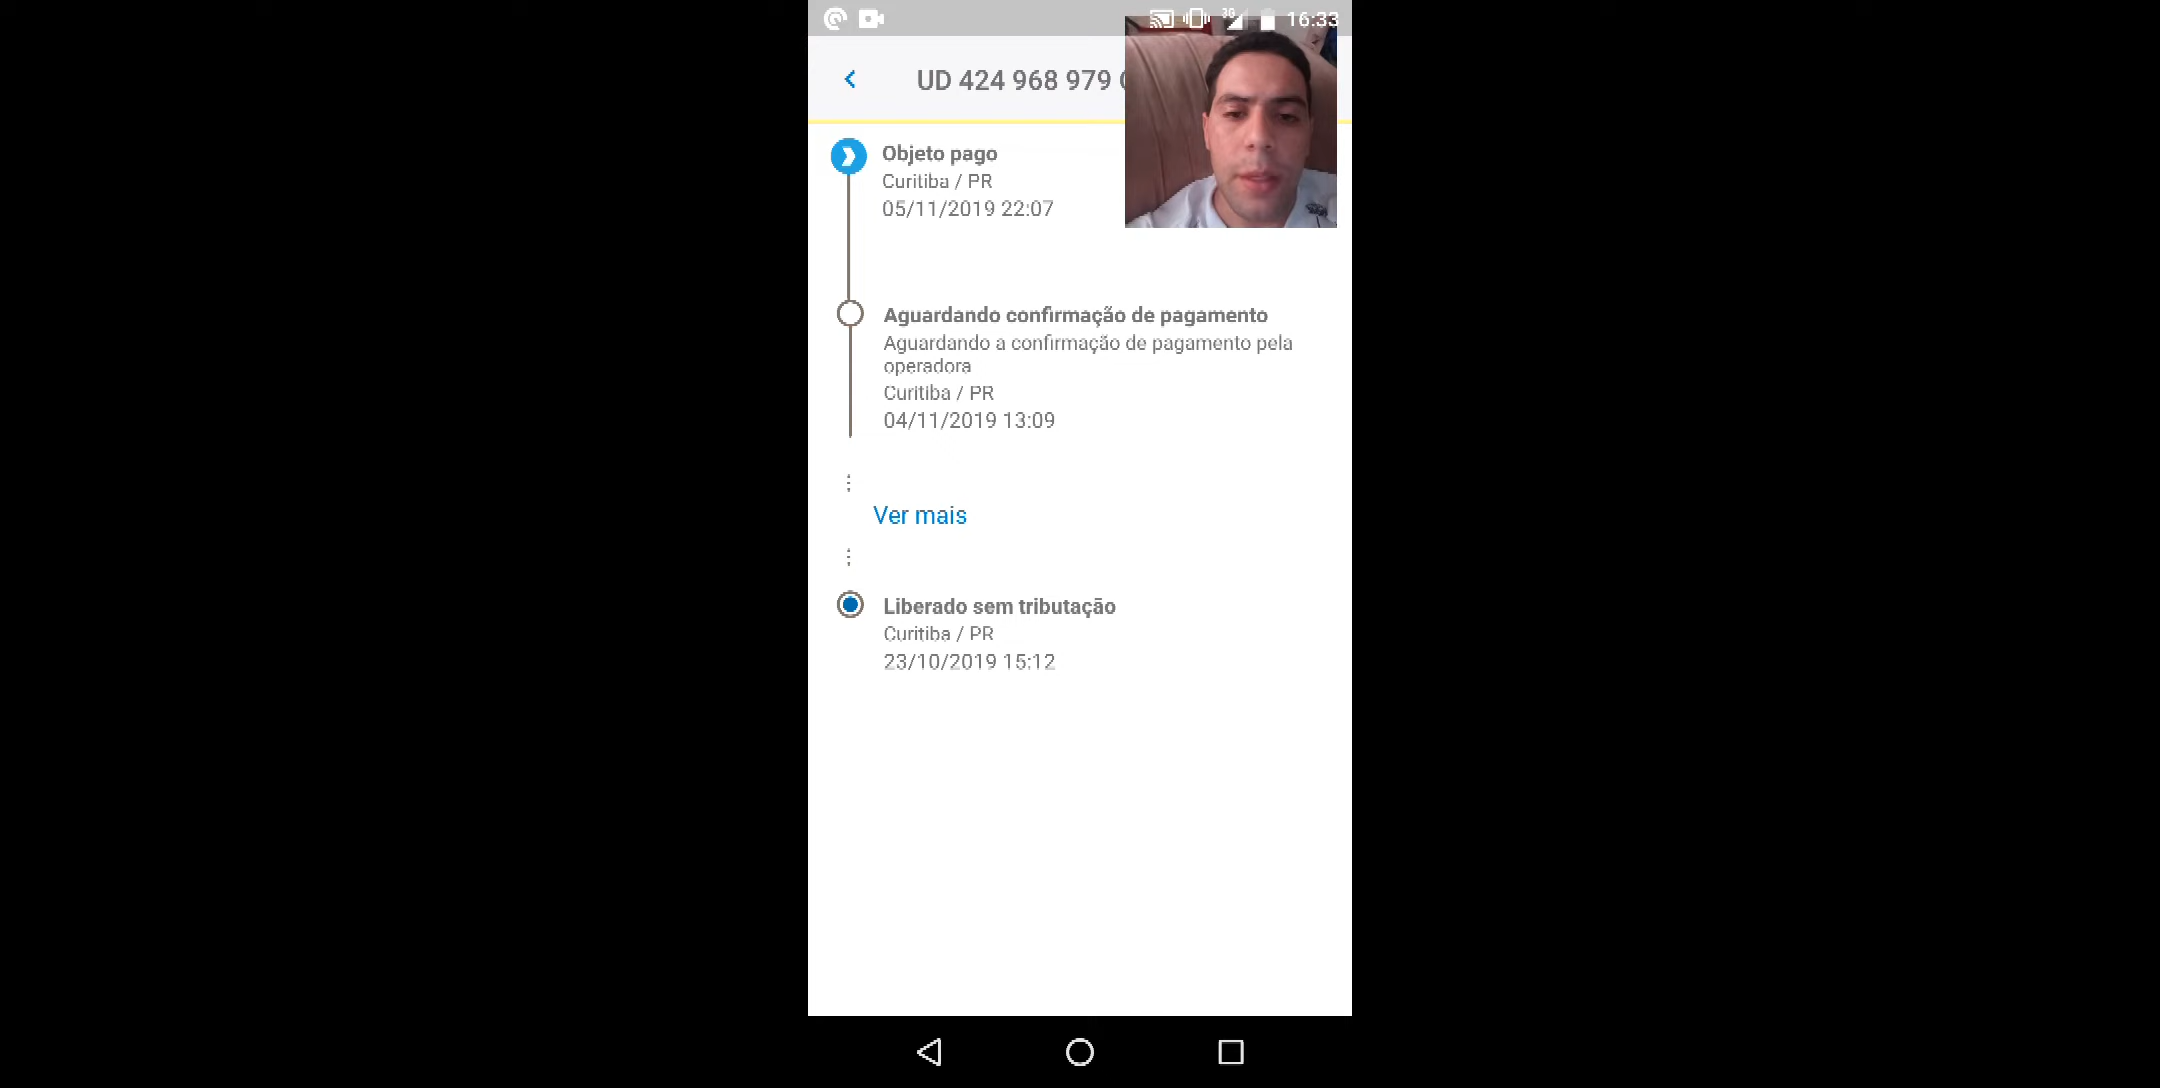 3G 16:33
UD 424 968 979
Objeto pago
Curitiba / PR
05/11/2019 22:07
Aguardando confirmação de pagamento
Aguardando a confirmação de pagamento pela
operadora
Curitiba / PR
04/11/2019 13:09
Ver mais
Liberado sem tributação
Curitiba / PR
23/10/2019 15:12